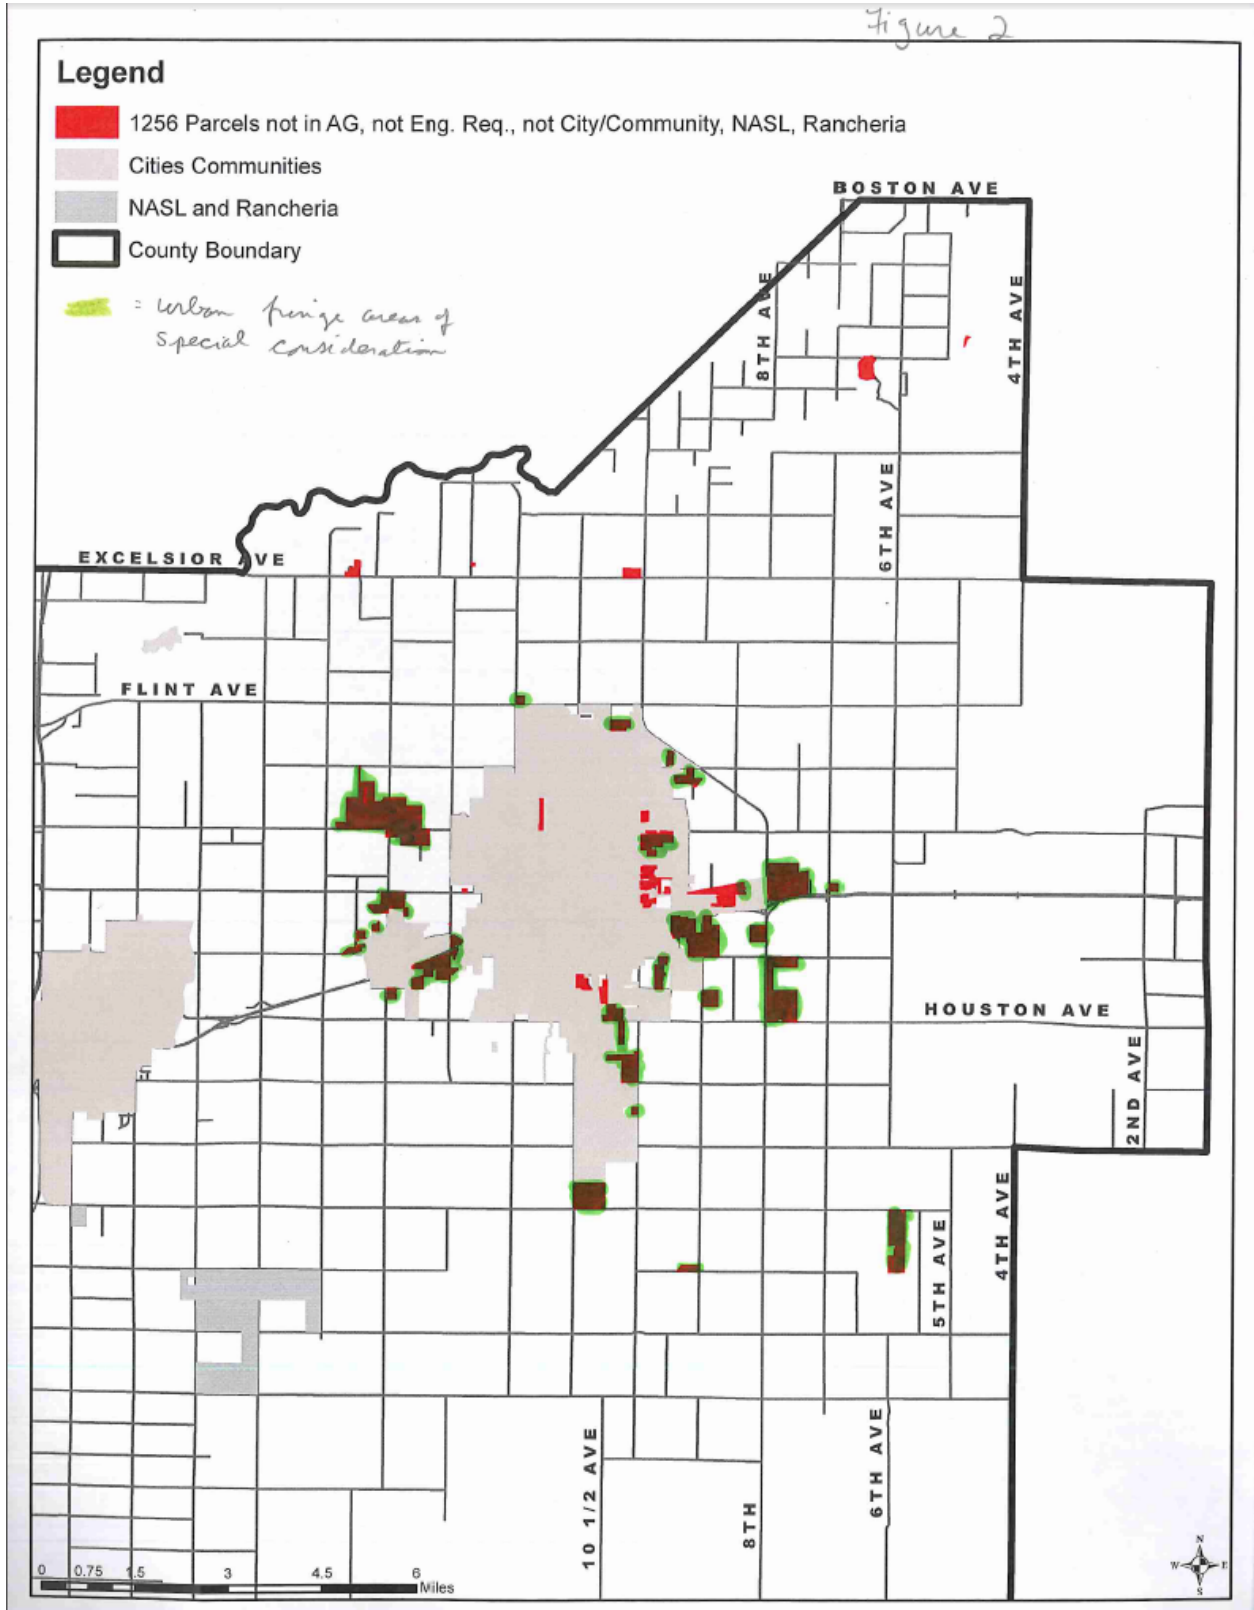 Figure 2
Legend
1256 Parcels not in AG, not Eng. Req., not City/Community, NASL, Rancheria
Cities Communities
NASL and Rancheria
County Boundary
= urban fringe areas of
special consideration
BOSTON AVE
8TH AVE
4TH AVE
6TH AVE
EXCELSIOR AVE
FLINT AVE
HOUSTON AVE
2ND AVE
4TH AVE
5TH AVE
10 1/2 AVE
8TH
6TH AVE
N
W E
S
0 0.75 1.5 3 4.5 6
Miles